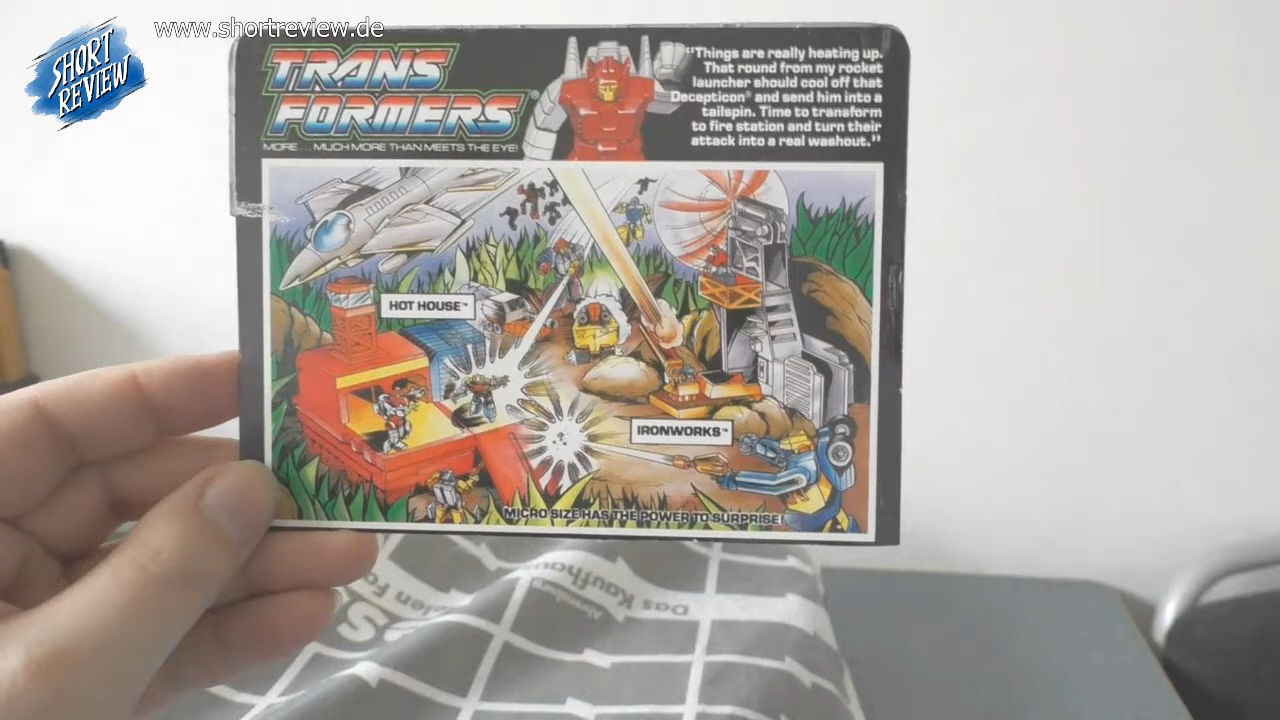 www.shortreview.de
SHORT
REVIEW
TRANS
FORMERS®
MORE... MUCH MORE THAN MEETS THE EYE!
"Things are really heating up.
That round from my rocket
launcher should cool off that
Decepticon® and send him into a
tailspin. Time to transform
to fire station and turn their
attack into a real washout."
HOT HOUSE™
IRONWORKS™
MICRO SIZE HAS THE POWER TO SURPRISE!
Das Kaufhaus